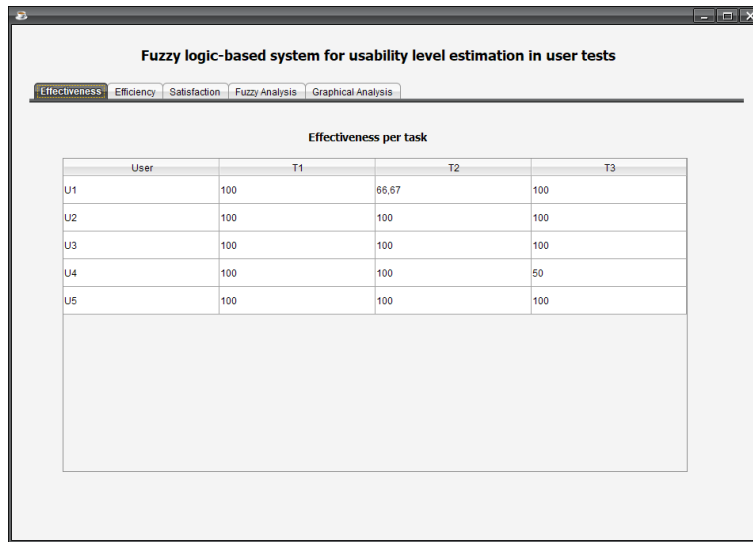 Fuzzy logic-based system for usability level estimation in user tests
Effectiveness Efficiency Satisfaction Fuzzy Analysis Graphical Analysis
Effectiveness per task
User T1 T2 T3
U1 100 66,67 100
U2 100 100 100
U3 100 100 100
U4 100 100 50
U5 100 100 100